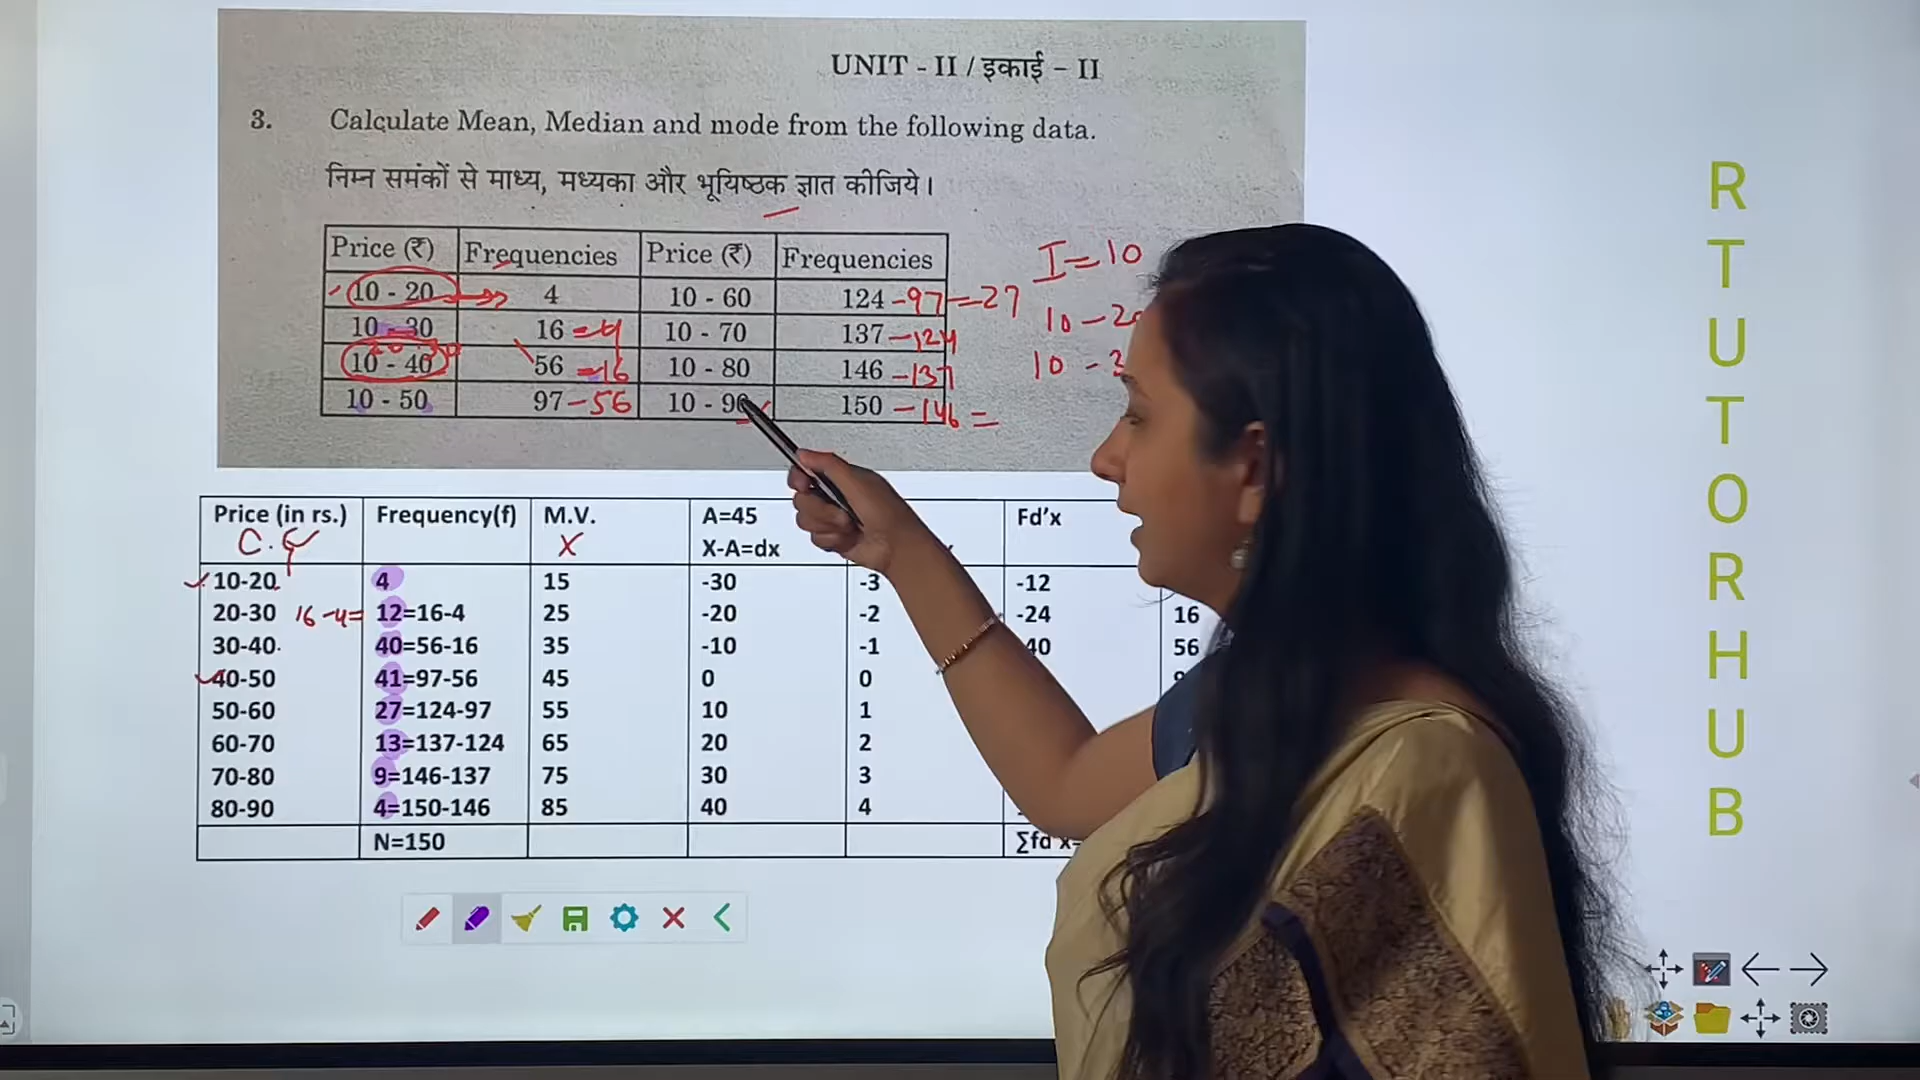 UNIT - II / इकाई – II
3. Calculate Mean, Median and mode from the following data.
निम्न समंकों से माध्य, मध्यका और भूयिष्ठक ज्ञात कीजिये।
Price (₹) Frequencies Price (₹) Frequencies
10 - 20 4 10 - 60 124 -97=27
10 - 30 16 -4 10 - 70 137 -124
10 - 40 56 -16 10 - 80 146 -137
10 - 50 97 -56 10 - 90 150 -146 =
I=10
10 -20
10 -3
Price (in rs.) Frequency(f) M.V. A=45 Fd'x
C.I X X-A=dx
10-20 4 15 -30 -3 -12
20-30 16-4= 12=16-4 25 -20 -2 -24 16
30-40 40=56-16 35 -10 -1 40 56
40-50 41=97-56 45 0 0
50-60 27=124-97 55 10 1
60-70 13=137-124 65 20 2
70-80 9=146-137 75 30 3
80-90 4=150-146 85 40 4
N=150 ∑fd x=
R
T
U
T
O
R
H
U
B